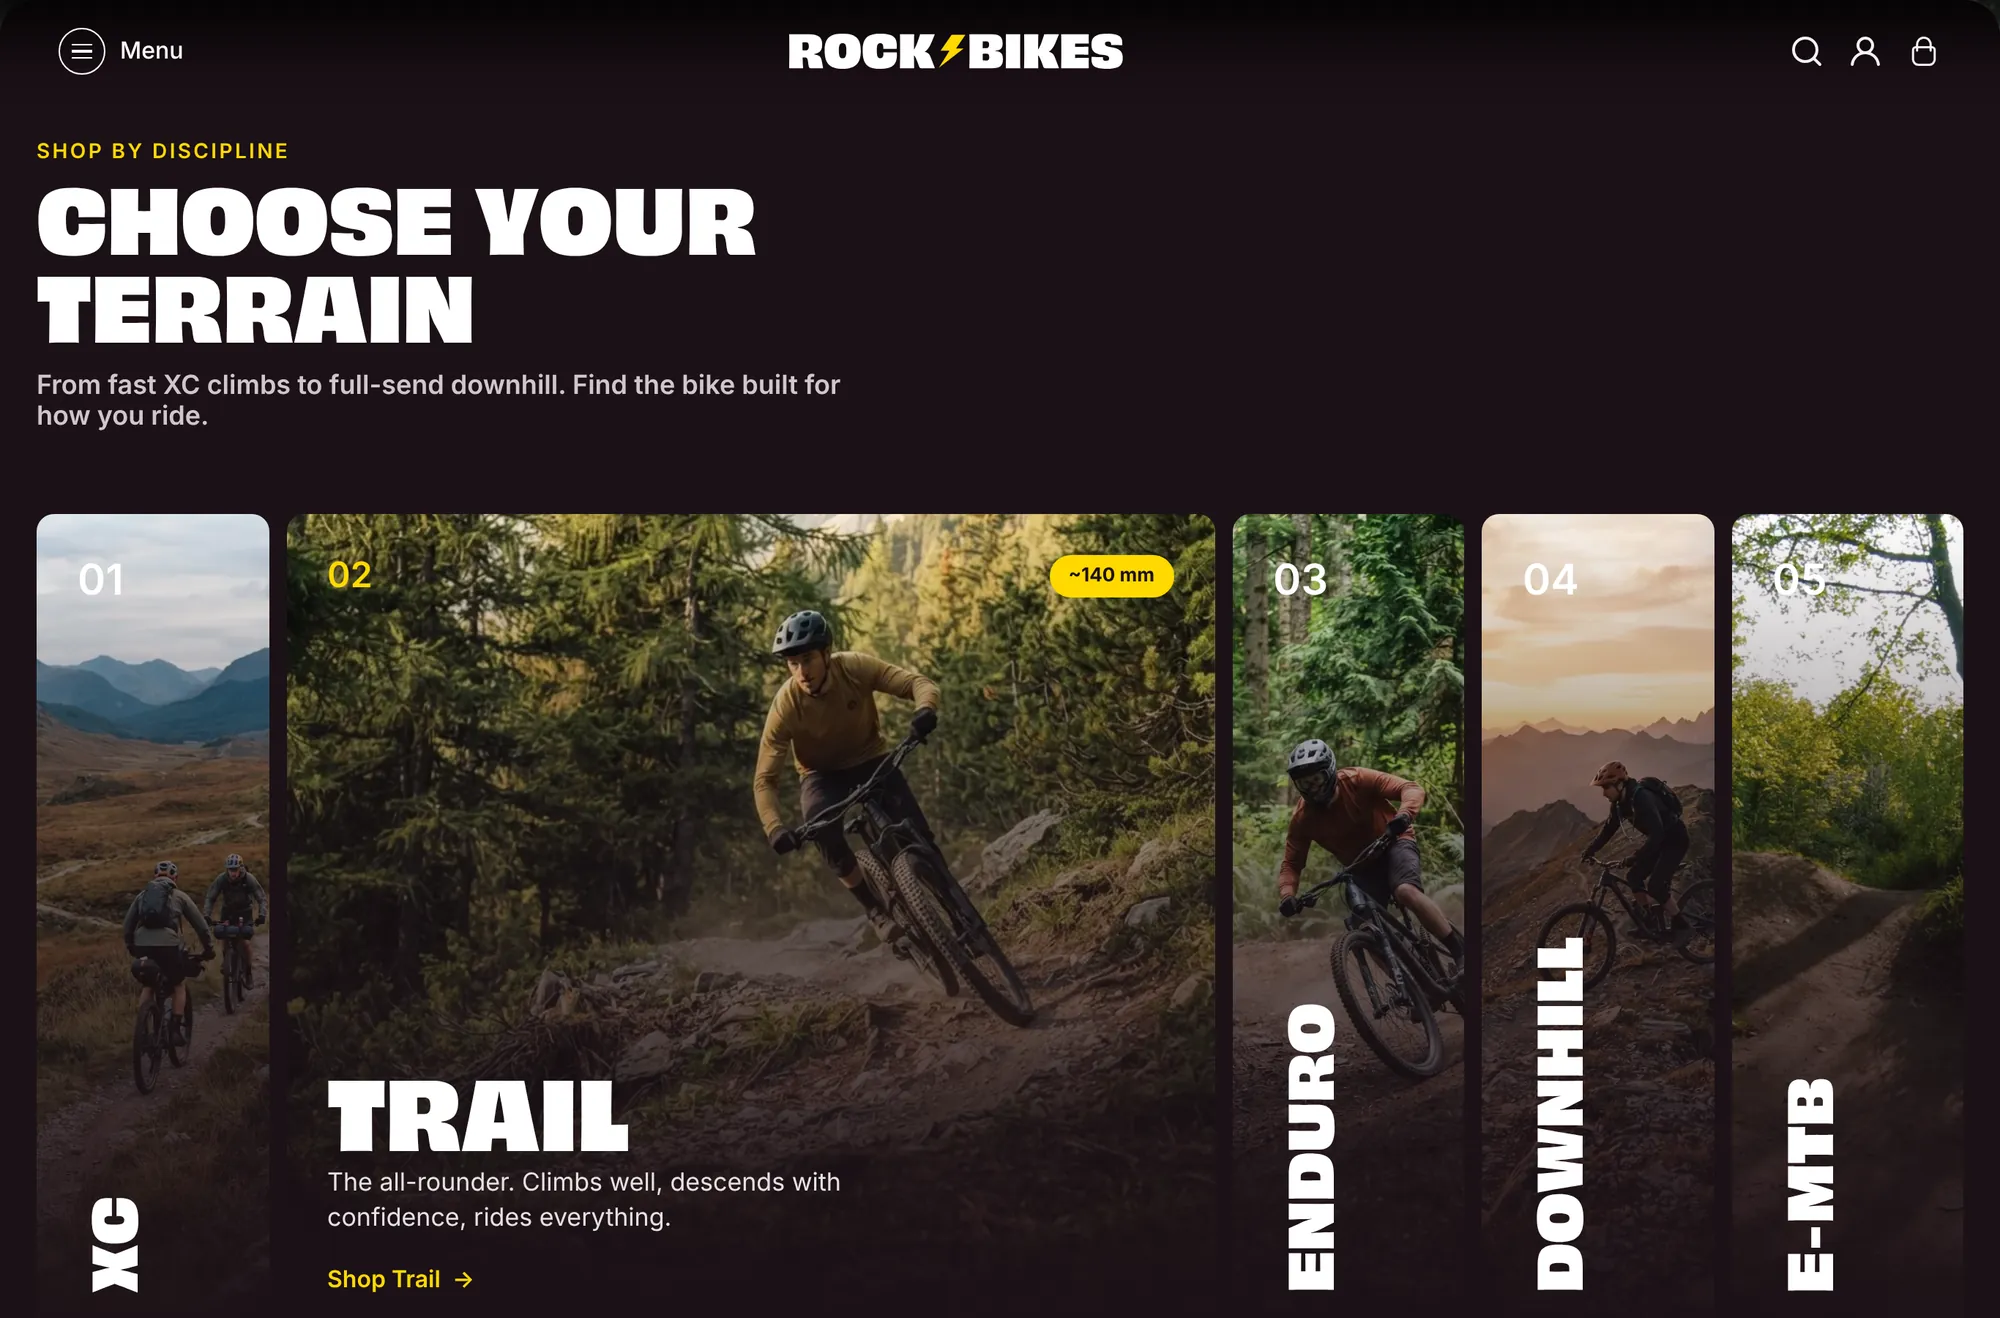 Menu
ROCK BIKES
SHOP BY DISCIPLINE
CHOOSE YOUR
TERRAIN
From fast XC climbs to full-send downhill. Find the bike built for
how you ride.
01
XC
02
~140 mm
TRAIL
The all-rounder. Climbs well, descends with
confidence, rides everything.
Shop Trail →
03
ENDURO
04
DOWNHILL
05
E-MTB